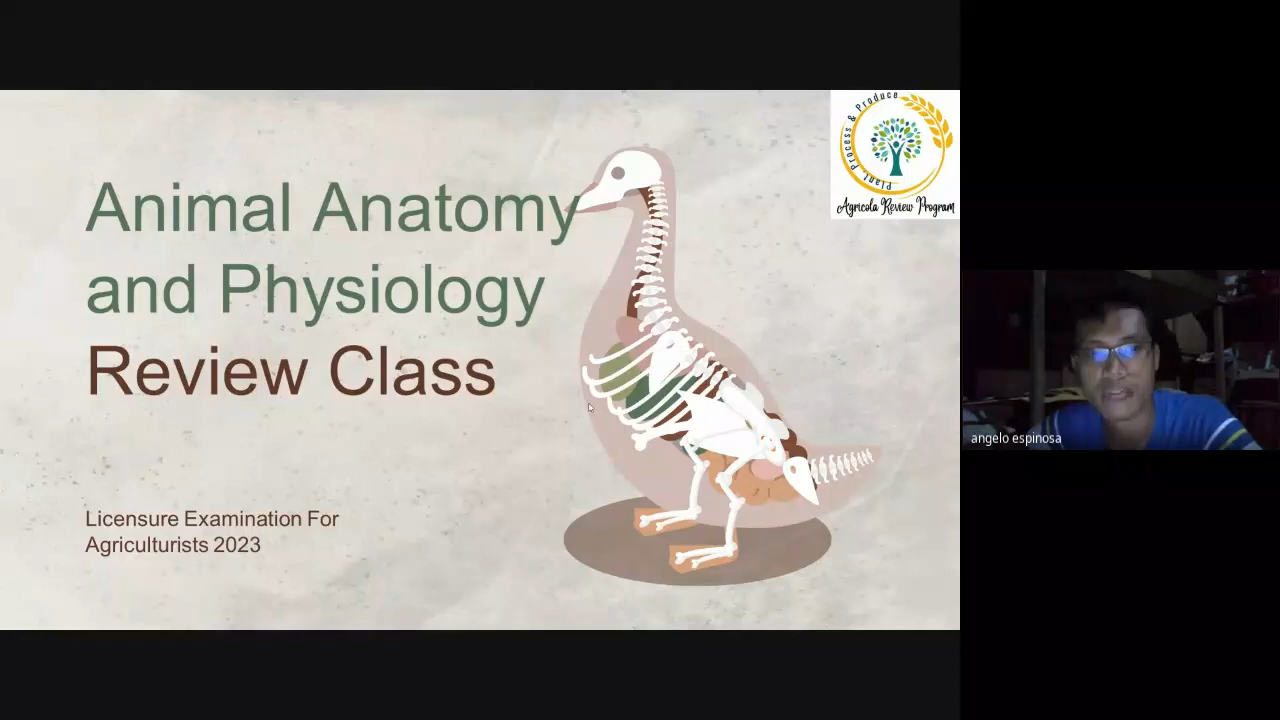 Animal Anatomy
and Physiology
Review Class
Licensure Examination For
Agriculturists 2023
Plant, Process & Produce
Agricola Review Program
angelo espinosa